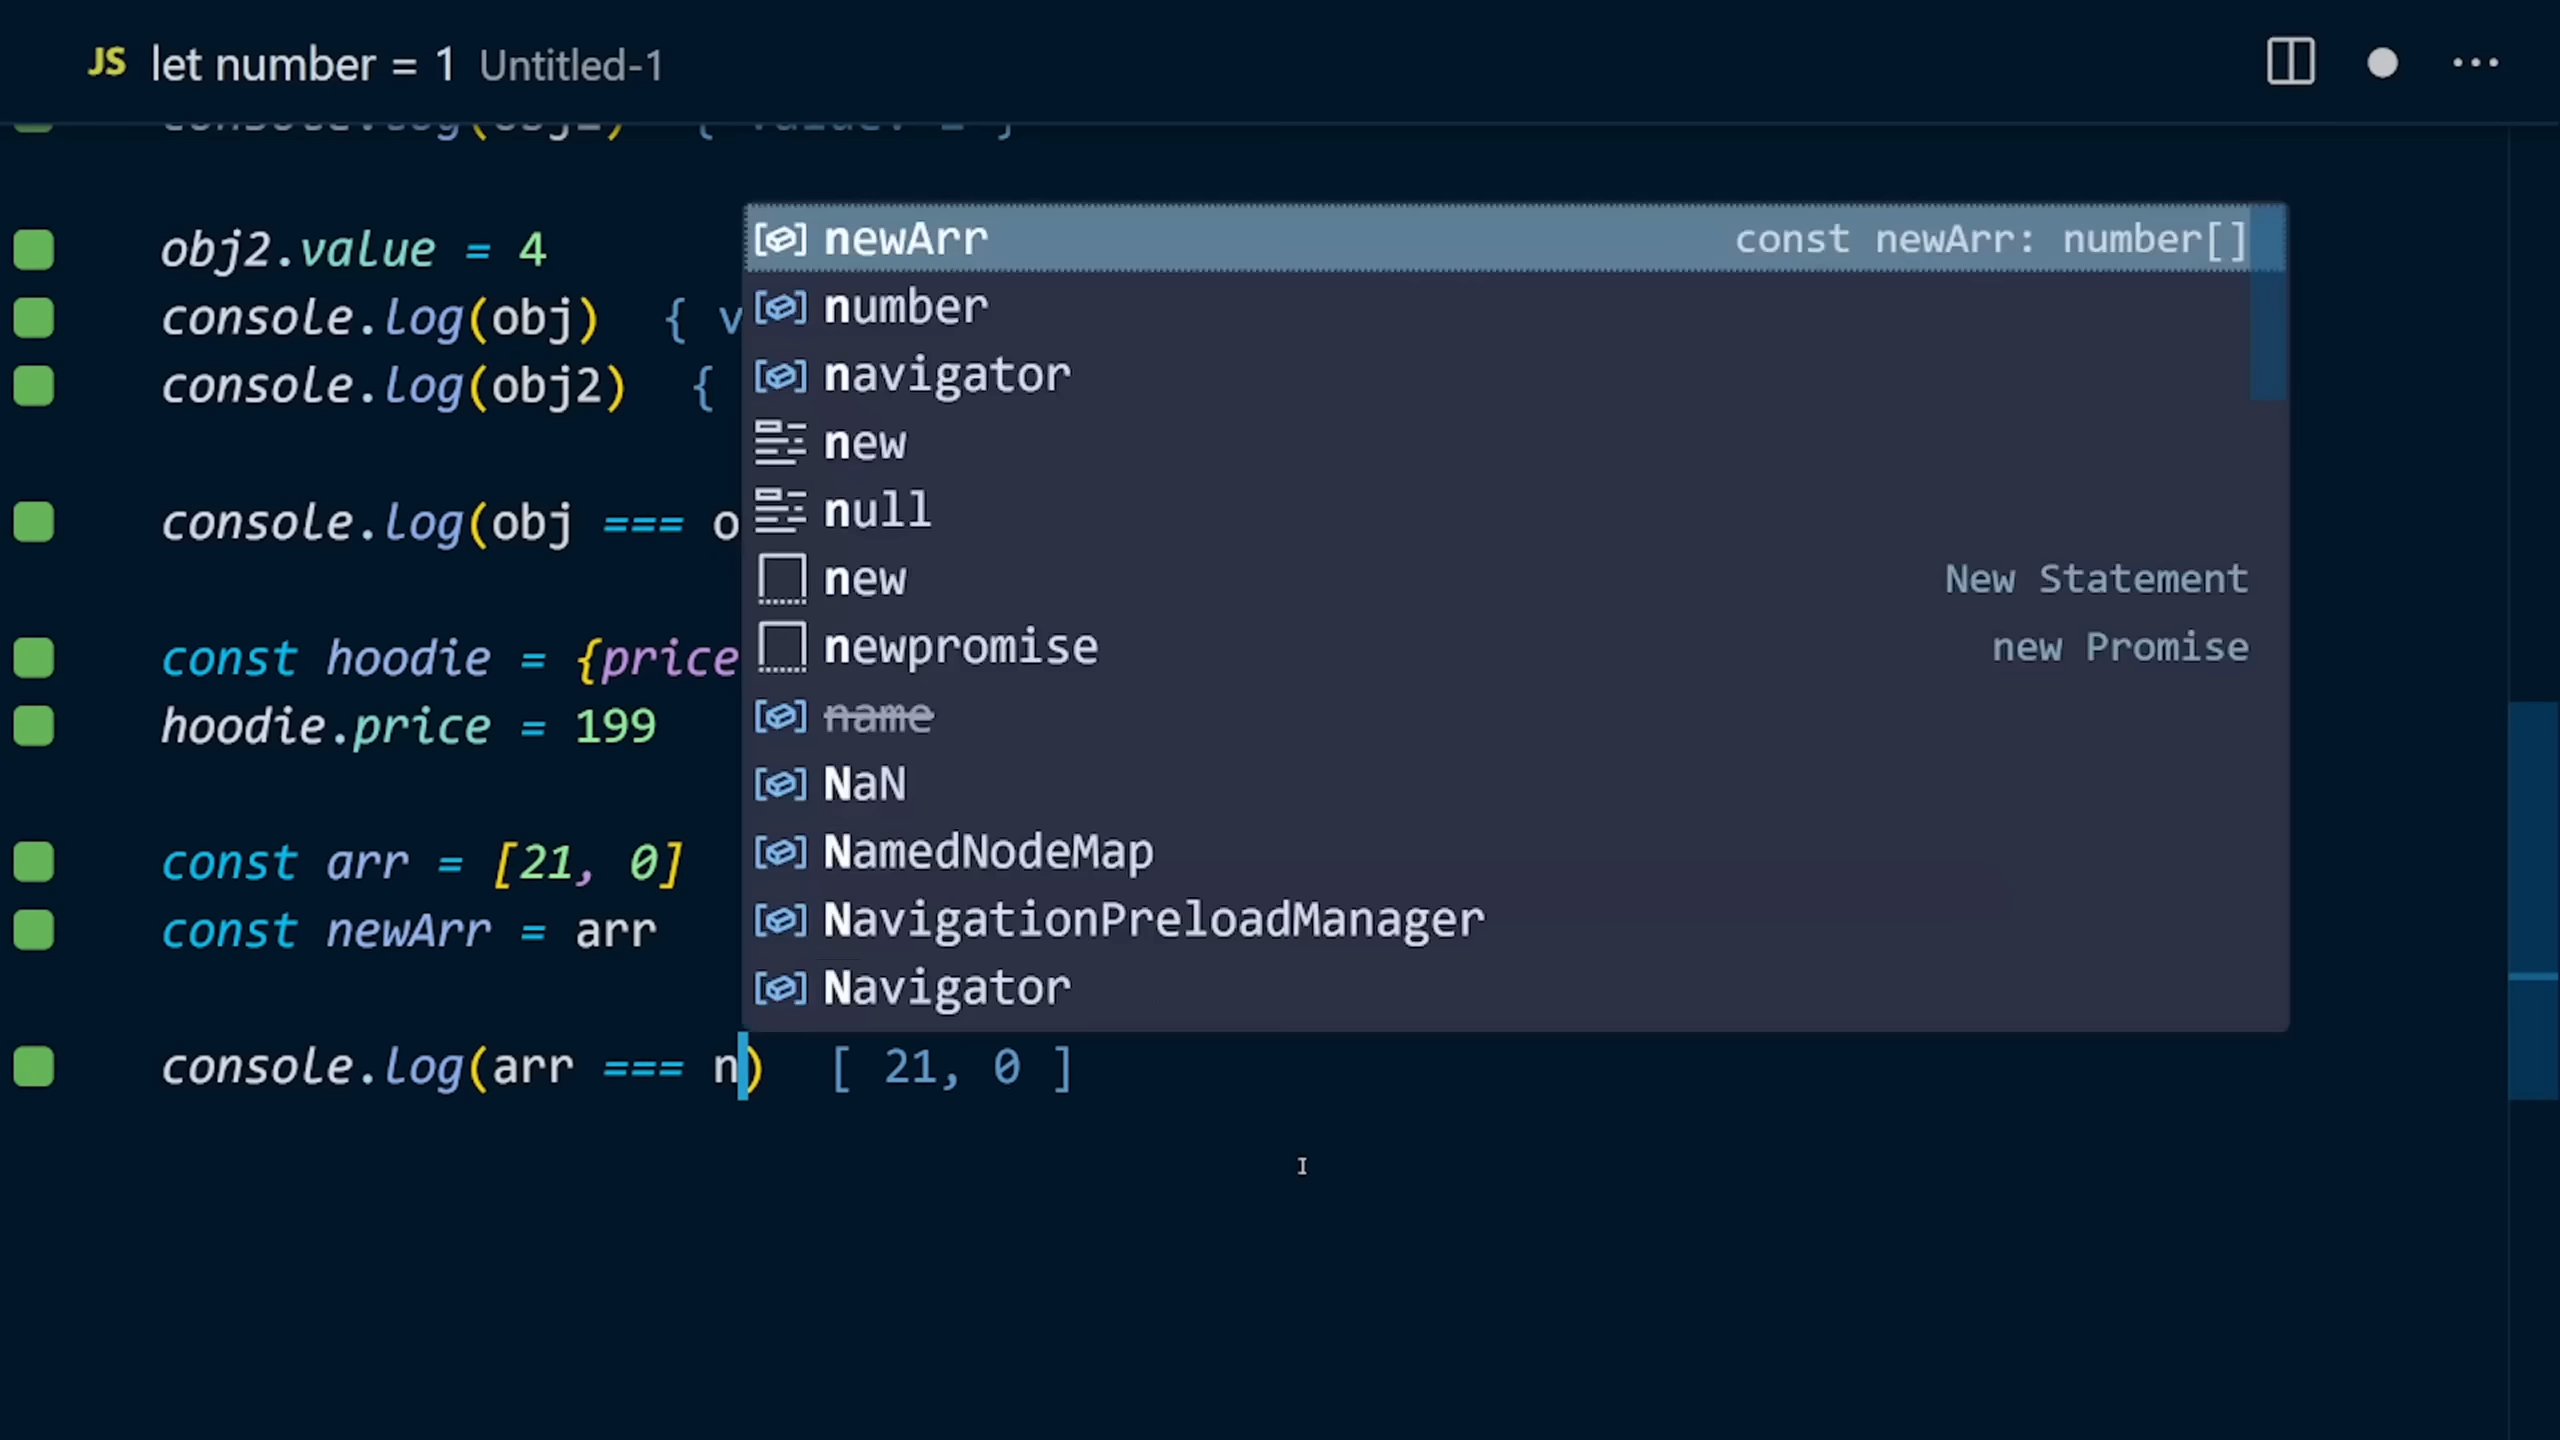 JS let number = 1 Untitled-1
obj2.value = 4
console.log(obj) { v
console.log(obj2) {
console.log(obj === o
const hoodie = {price
hoodie.price = 199
const arr = [21, 0]
const newArr = arr
console.log(arr === n) [ 21, 0 ]
newArr const newArr: number[]
number
navigator
new
null
new New Statement
newpromise new Promise
name
NaN
NamedNodeMap
NavigationPreloadManager
Navigator